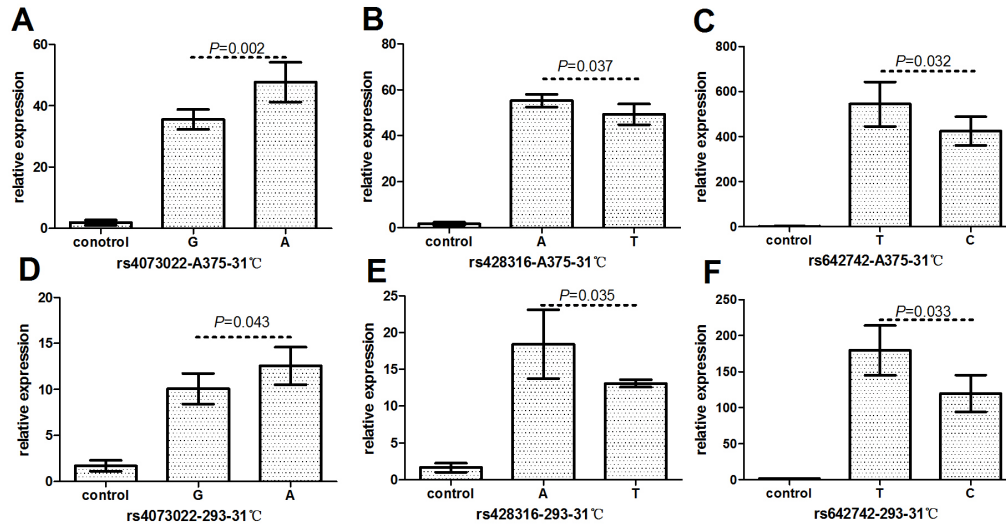 A
relative expression
60
40
20
0
P=0.002
conotrol
G
A
rs4073022-A375-31℃
B
relative expression
80
60
40
20
0
P=0.037
control
A
T
rs428316-A375-31℃
C
relative expression
800
600
400
200
0
P=0.032
control
T
C
rs642742-A375-31℃
D
relative expression
20
15
10
5
0
P=0.043
control
G
A
rs4073022-293-31℃
E
relative expression
25
20
15
10
5
0
P=0.035
control
A
T
rs428316-293-31℃
F
relative expression
250
200
150
100
50
0
P=0.033
control
T
C
rs642742-293-31℃